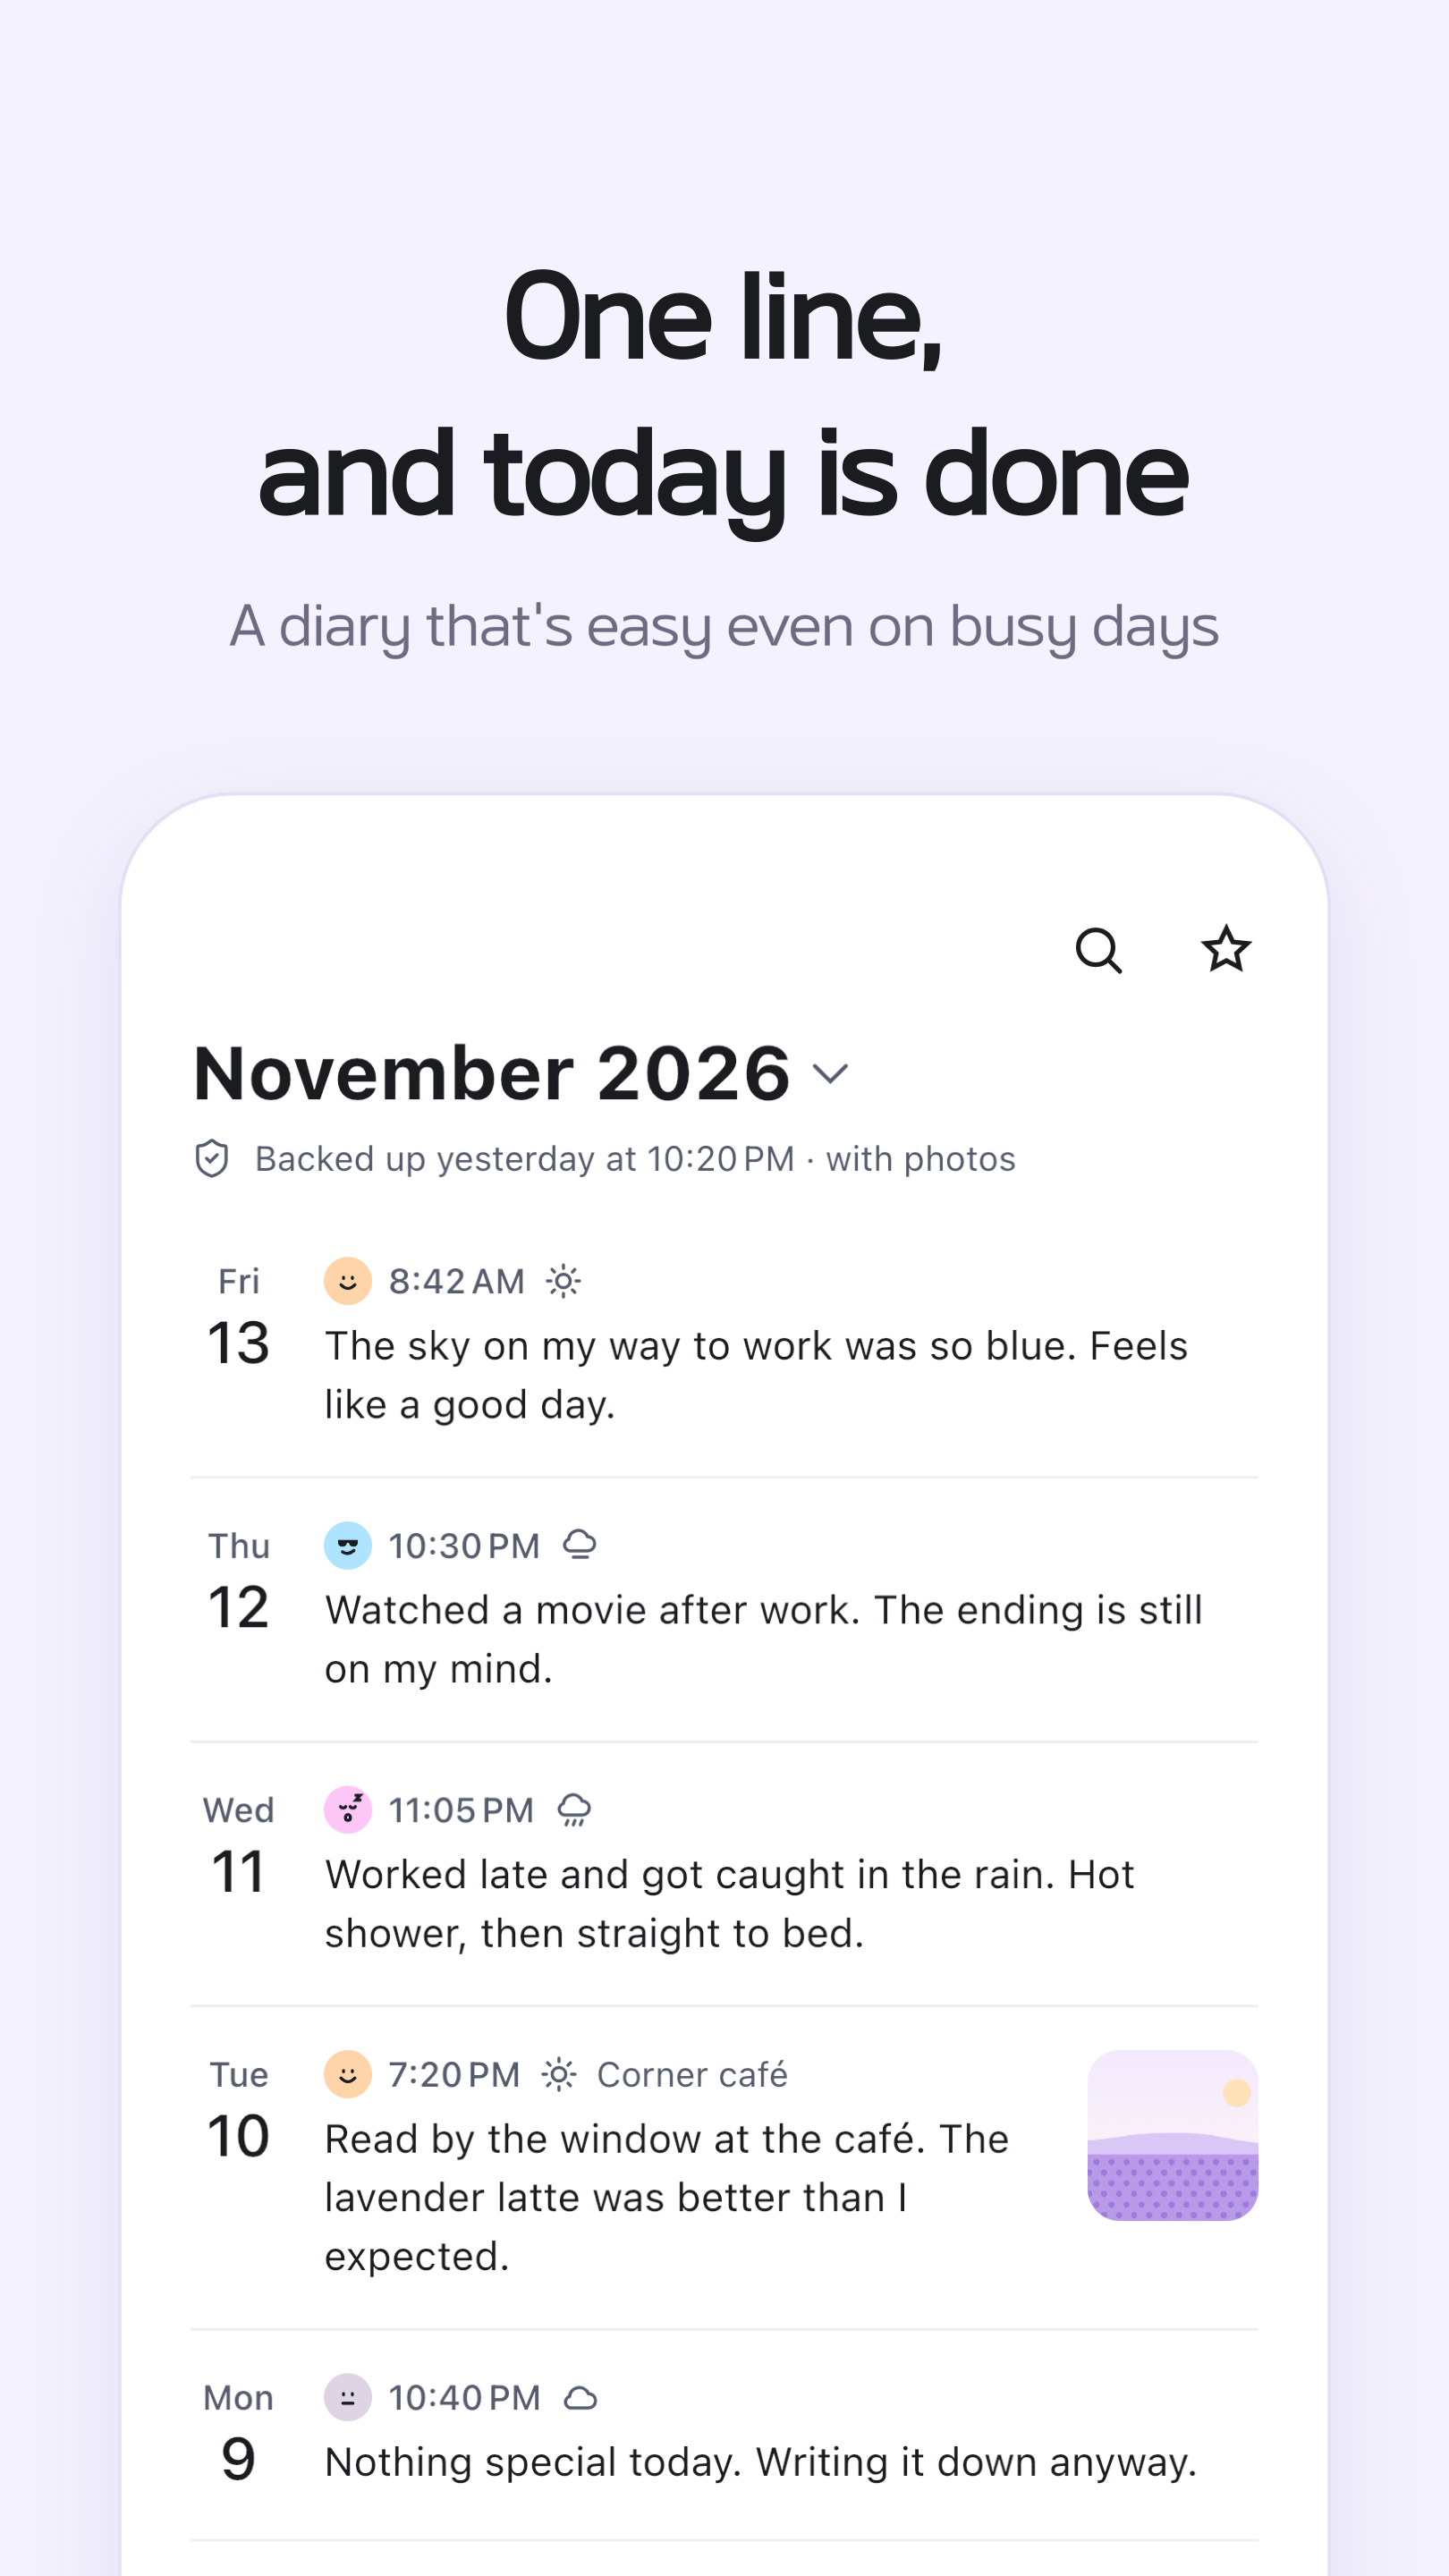 One line,
and today is done
A diary that's easy even on busy days
November 2026
Backed up yesterday at 10:20 PM · with photos
Fri
13
8:42 AM
The sky on my way to work was so blue. Feels
like a good day.
Thu
12
10:30 PM
Watched a movie after work. The ending is still
on my mind.
Wed
11
11:05 PM
Worked late and got caught in the rain. Hot
shower, then straight to bed.
Tue
10
7:20 PM Corner café
Read by the window at the café. The
lavender latte was better than I
expected.
Mon
9
10:40 PM
Nothing special today. Writing it down anyway.